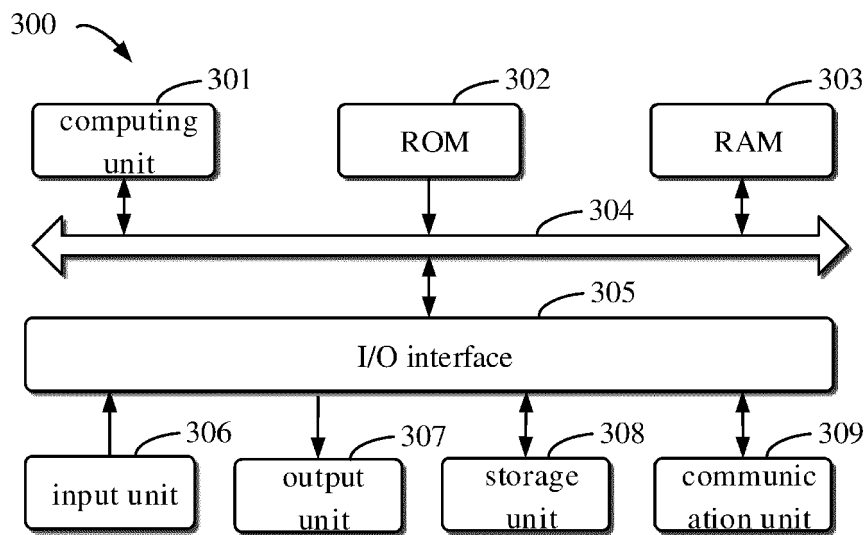 300
301
302
303
computing
unit
ROM
RAM
304
305
I/O interface
306
307
308
309
input unit
output
unit
storage
unit
communic
ation unit